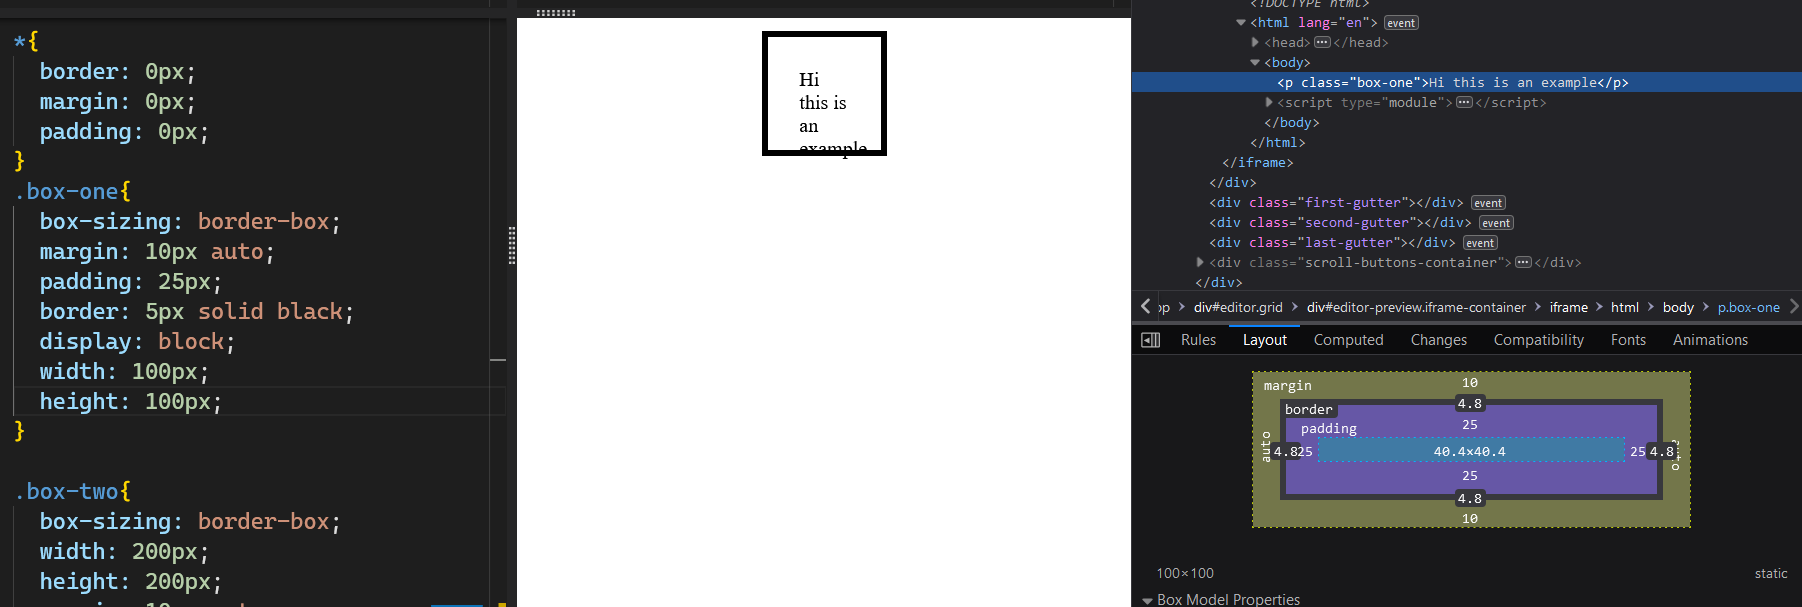 *{
border: 0px;
margin: 0px;
padding: 0px;
}
.box-one{
box-sizing: border-box;
margin: 10px auto;
padding: 25px;
border: 5px solid black;
display: block;
width: 100px;
height: 100px;
}
.box-two{
box-sizing: border-box;
width: 200px;
height: 200px;
Hi
this is
an
example
<!DOCTYPE html>
<html lang="en"> event
<head> ••• </head>
<body>
<p class="box-one">Hi this is an example</p>
<script type="module"> ••• </script>
</body>
</html>
</iframe>
</div>
<div class="first-gutter"></div> event
<div class="second-gutter"></div> event
<div class="last-gutter"></div> event
<div class="scroll-buttons-container"> ••• </div>
</div>
div#editor.grid > div#editor-preview.iframe-container > iframe > html > body > p.box-one
Rules Layout Computed Changes Compatibility Fonts Animations
margin 10
border 4.8
padding 25
auto 4.8 25 40.4×40.4 25 4.8
25
4.8
10
100×100 static
Box Model Properties